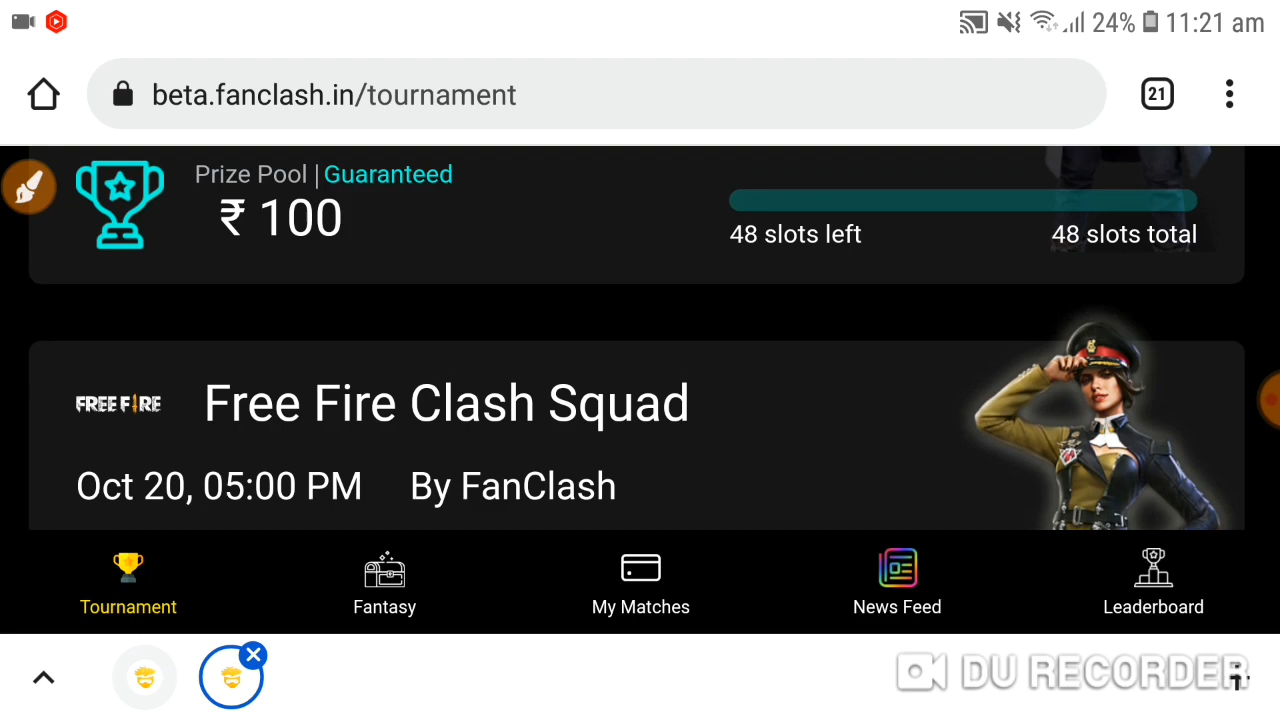 24% 11:21 am
beta.fanclash.in/tournament
21
Prize Pool | Guaranteed
₹ 100
48 slots left
48 slots total
FREE FIRE
Free Fire Clash Squad
Oct 20, 05:00 PM
By FanClash
Tournament
Fantasy
My Matches
News Feed
Leaderboard
DU RECORDER